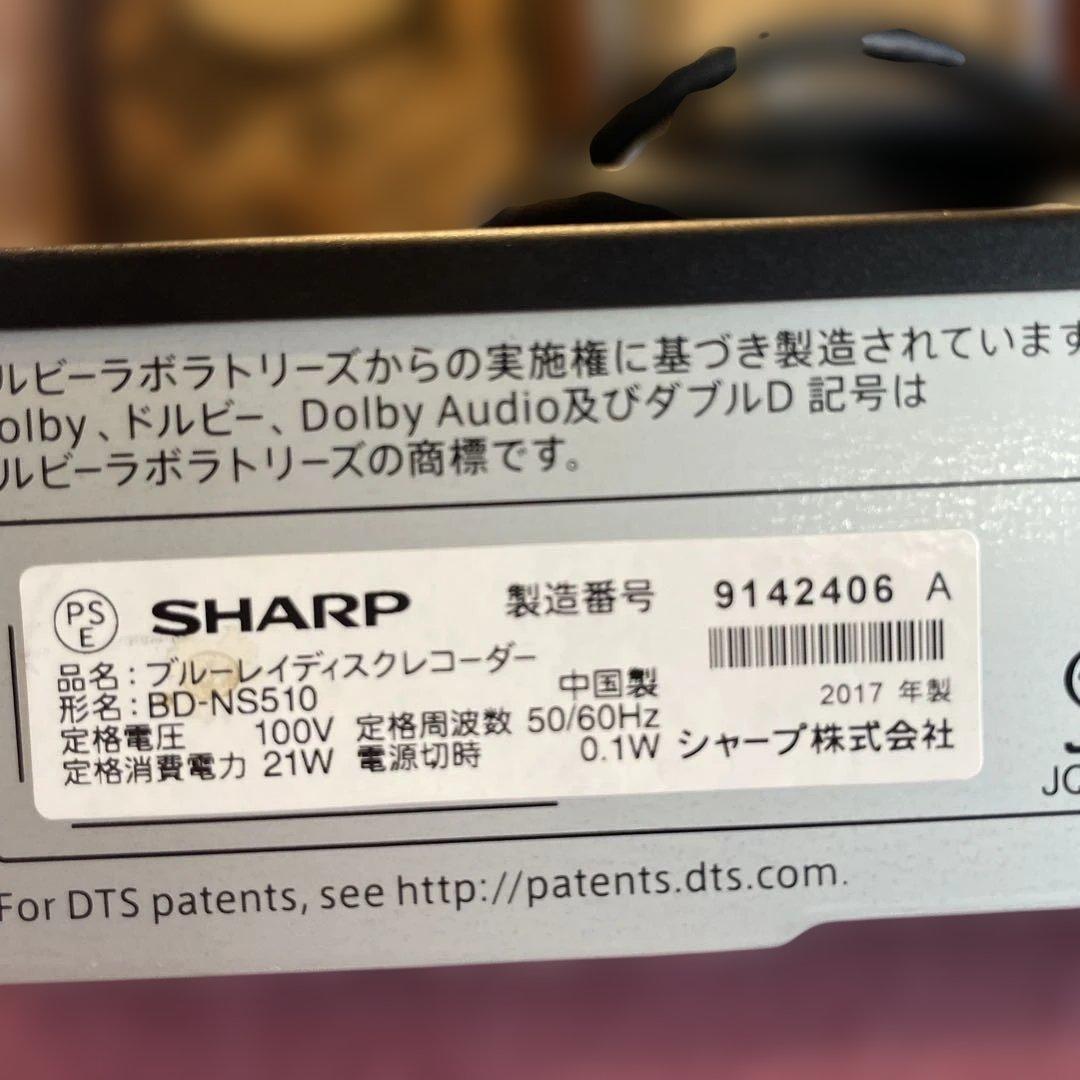 ルビーラボラトリーズからの実施権に基づき製造されています
olby、ドルビー、Dolby Audio及びダブルD 記号は
ルビーラボラトリーズの商標です。
PS
E
SHARP 製造番号 9142406 A
品名:ブルーレイディスクレコーダー
形名:BD-NS510 中国製 2017 年製
定格電圧 100V 定格周波数 50/60Hz
定格消費電力 21W 電源切時 0.1W シャープ株式会社
JQ
For DTS patents, see http://patents.dts.com.